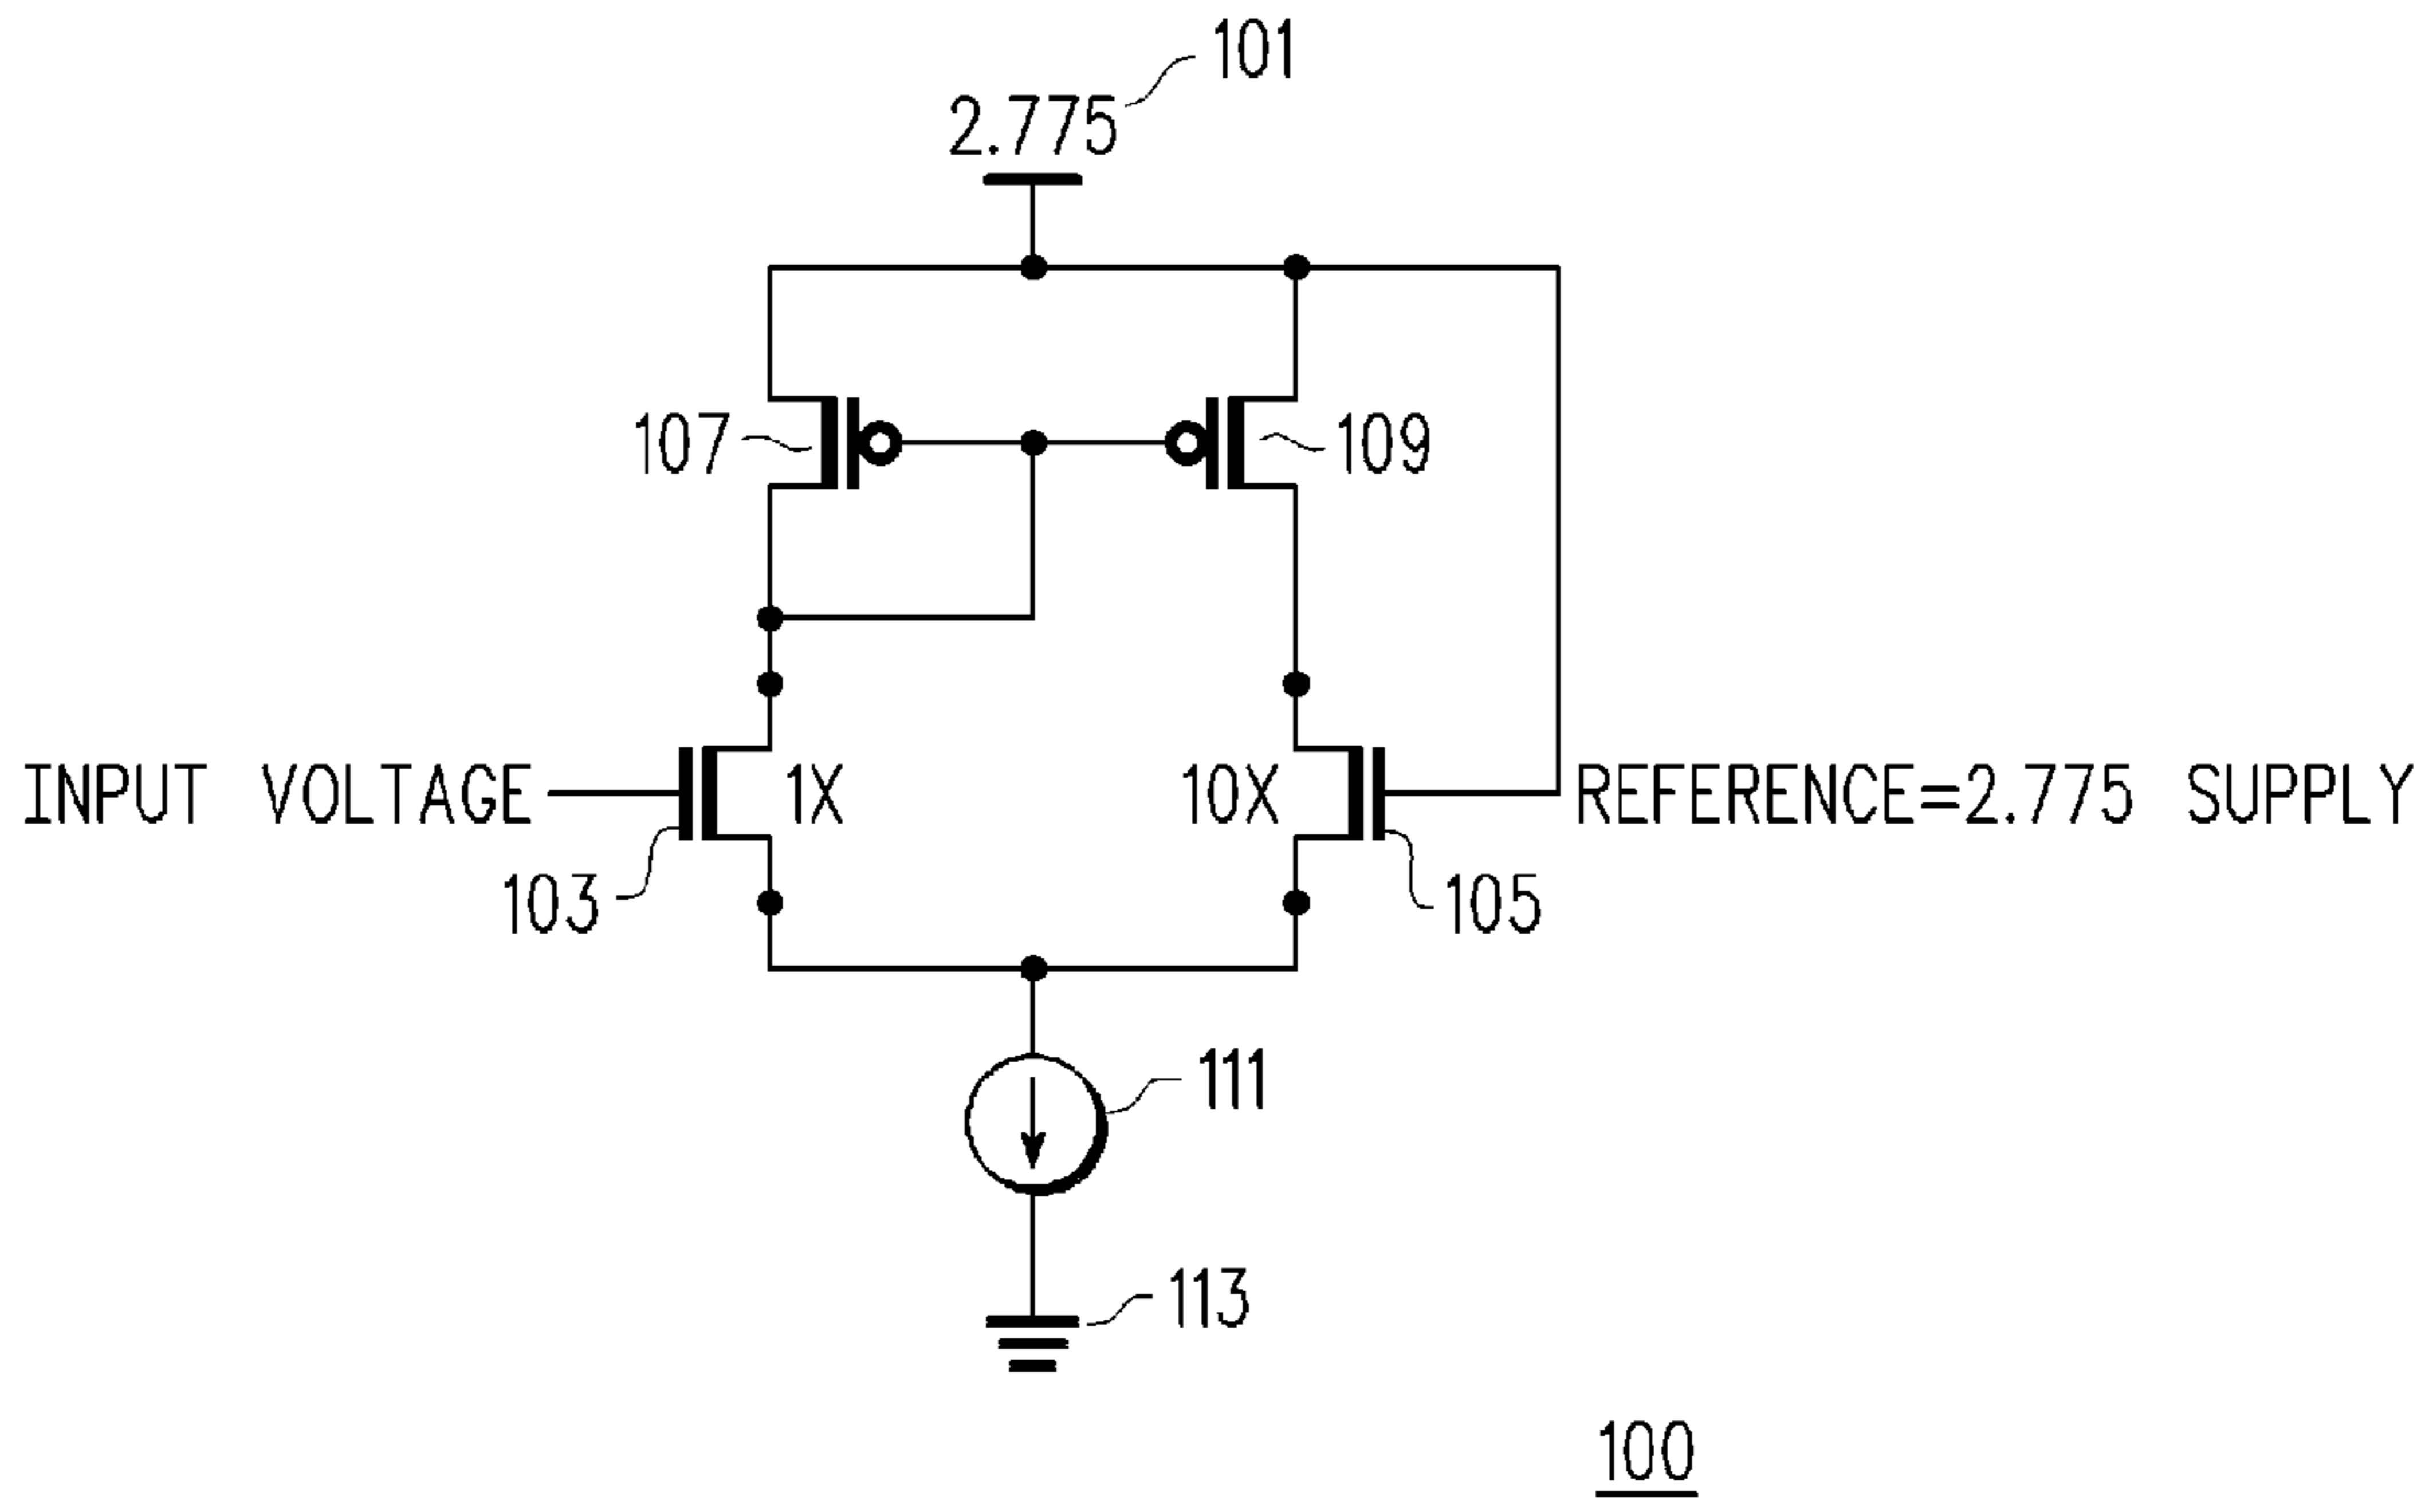 101
2.775
107
109
INPUT VOLTAGE
1X
10X
REFERENCE=2.775 SUPPLY
103
105
111
113
100